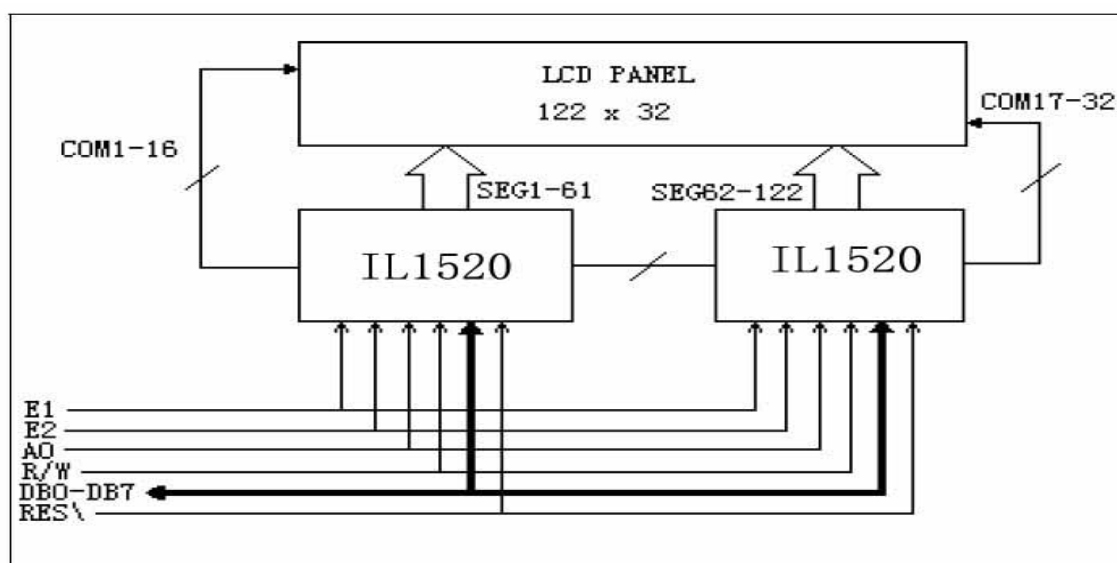 LCD PANEL
122 x 32
COM1-16
COM17-32
SEG1-61
SEG62-122
IL1520
IL1520
E1
E2
A0
R/W
DB0-DB7
RES\